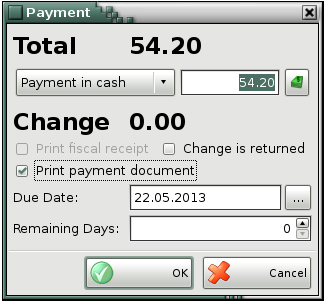 Payment
Total 54.20
Payment in cash 54.20
Change 0.00
Print fiscal receipt Change is returned
Print payment document
Due Date: 22.05.2013 ...
Remaining Days: 0
OK Cancel